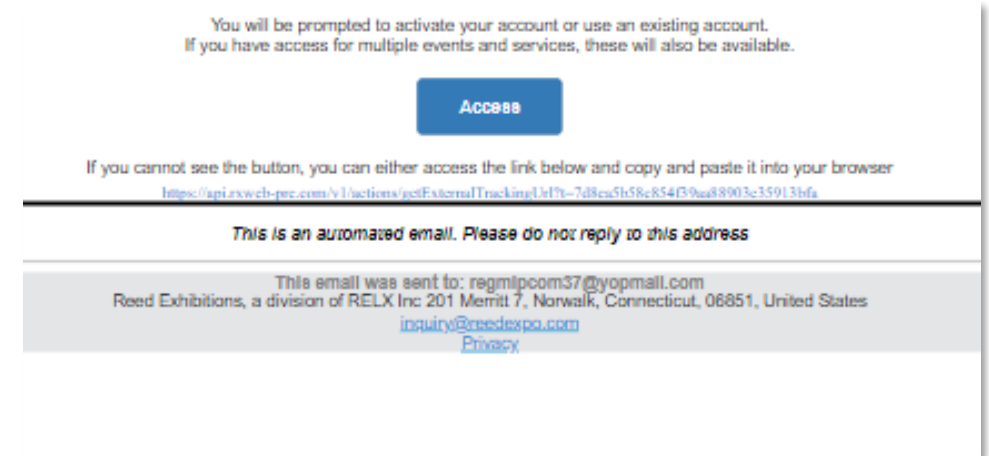 You will be prompted to activate your account or use an existing account.
If you have access for multiple events and services, these will also be available.
Access
If you cannot see the button, you can either access the link below and copy and paste it into your browser
This is an automated email. Please do not reply to this address
This email was sent to: regmipcom37@yopmail.com
Reed Exhibitions, a division of RELX Inc 201 Merritt 7, Norwalk, Connecticut, 06851, United States
inquiry@reedexpo.com
Privacy